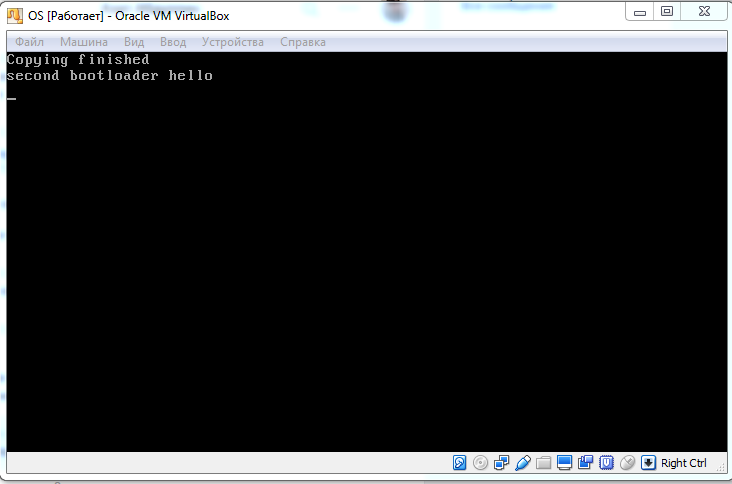 OS [Работает] - Oracle VM VirtualBox
Файл Машина Вид Ввод Устройства Справка
Copying finished
second bootloader hello
Right Ctrl